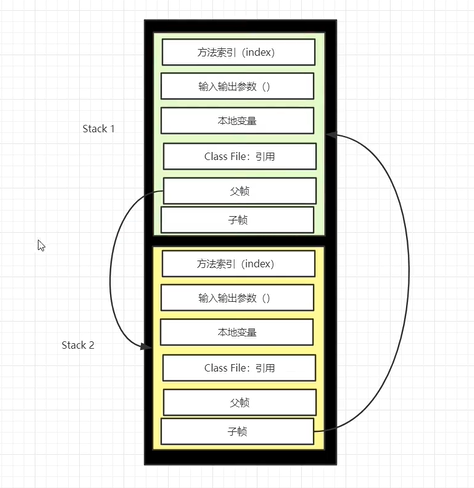 方法索引（index）
输入输出参数（）
Stack 1
本地变量
Class File：引用
父帧
子帧
方法索引（index）
输入输出参数（）
本地变量
Stack 2
Class File：引用
父帧
子帧